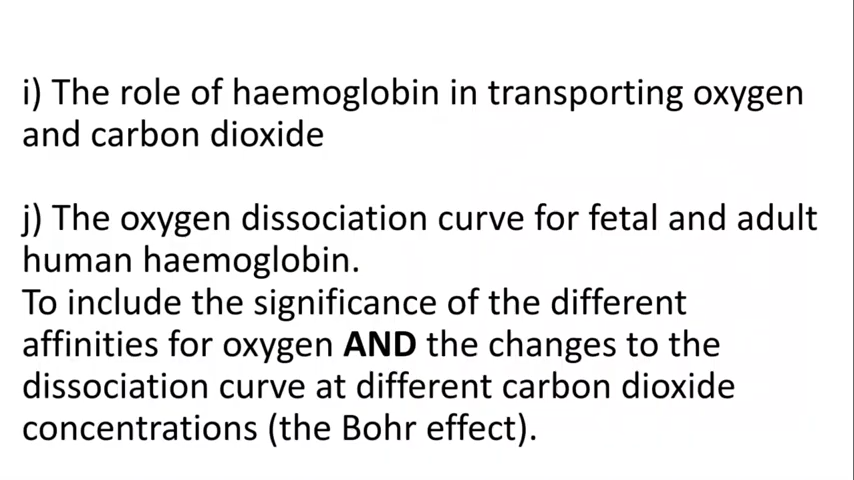 i) The role of haemoglobin in transporting oxygen
and carbon dioxide
j) The oxygen dissociation curve for fetal and adult
human haemoglobin.
To include the significance of the different
affinities for oxygen AND the changes to the
dissociation curve at different carbon dioxide
concentrations (the Bohr effect).